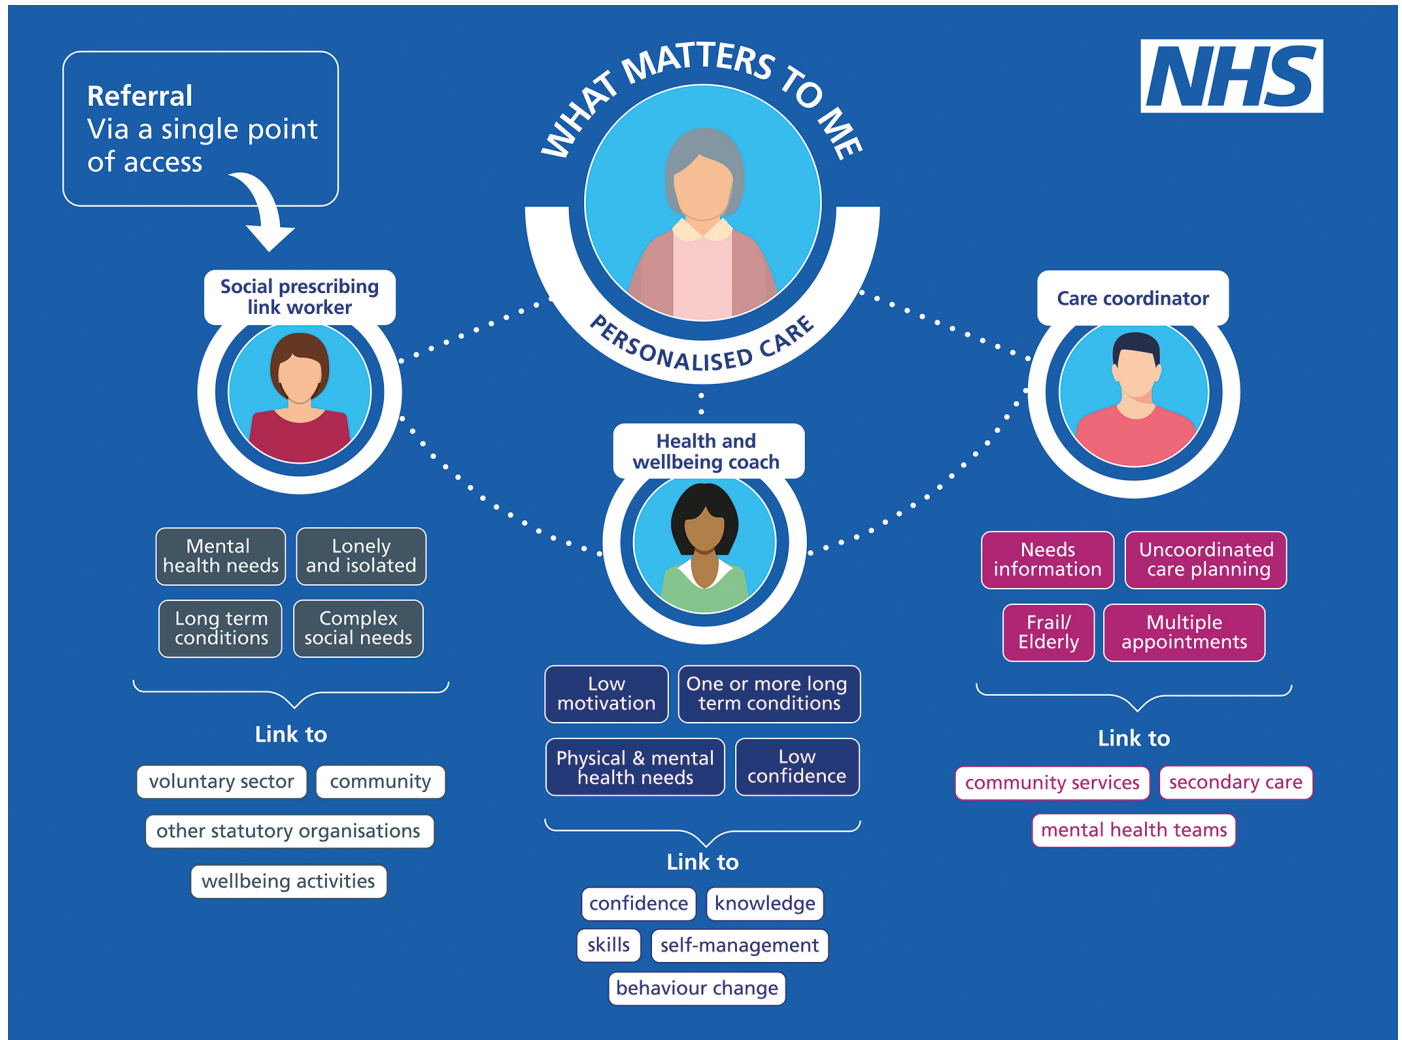 Referral
Via a single point
of access
WHAT MATTERS TO ME
PERSONALISED CARE
NHS
Social prescribing
link worker
Mental
health needs
Lonely
and isolated
Long term
conditions
Complex
social needs
Link to
voluntary sector
community
other statutory organisations
wellbeing activities
Health and
wellbeing coach
Low
motivation
One or more long
term conditions
Physical & mental
health needs
Low
confidence
Link to
confidence
knowledge
skills
self-management
behaviour change
Care coordinator
Needs
information
Uncoordinated
care planning
Frail/
Elderly
Multiple
appointments
Link to
community services
secondary care
mental health teams